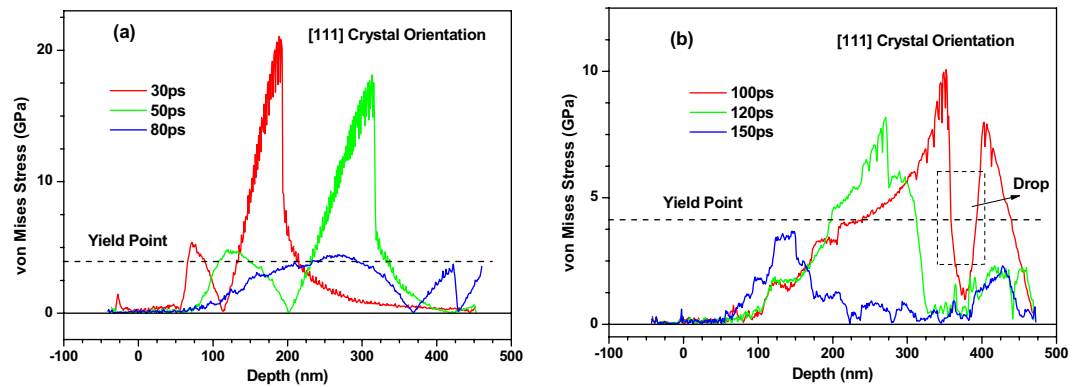 (a)
[111] Crystal Orientation
30ps
50ps
80ps
Yield Point
von Mises Stress (GPa)
0
10
20
-100
0
100
200
300
400
500
Depth (nm)
(b)
[111] Crystal Orientation
100ps
120ps
150ps
Drop
Yield Point
von Mises Stress (GPa)
0
5
10
-100
0
100
200
300
400
500
Depth (nm)